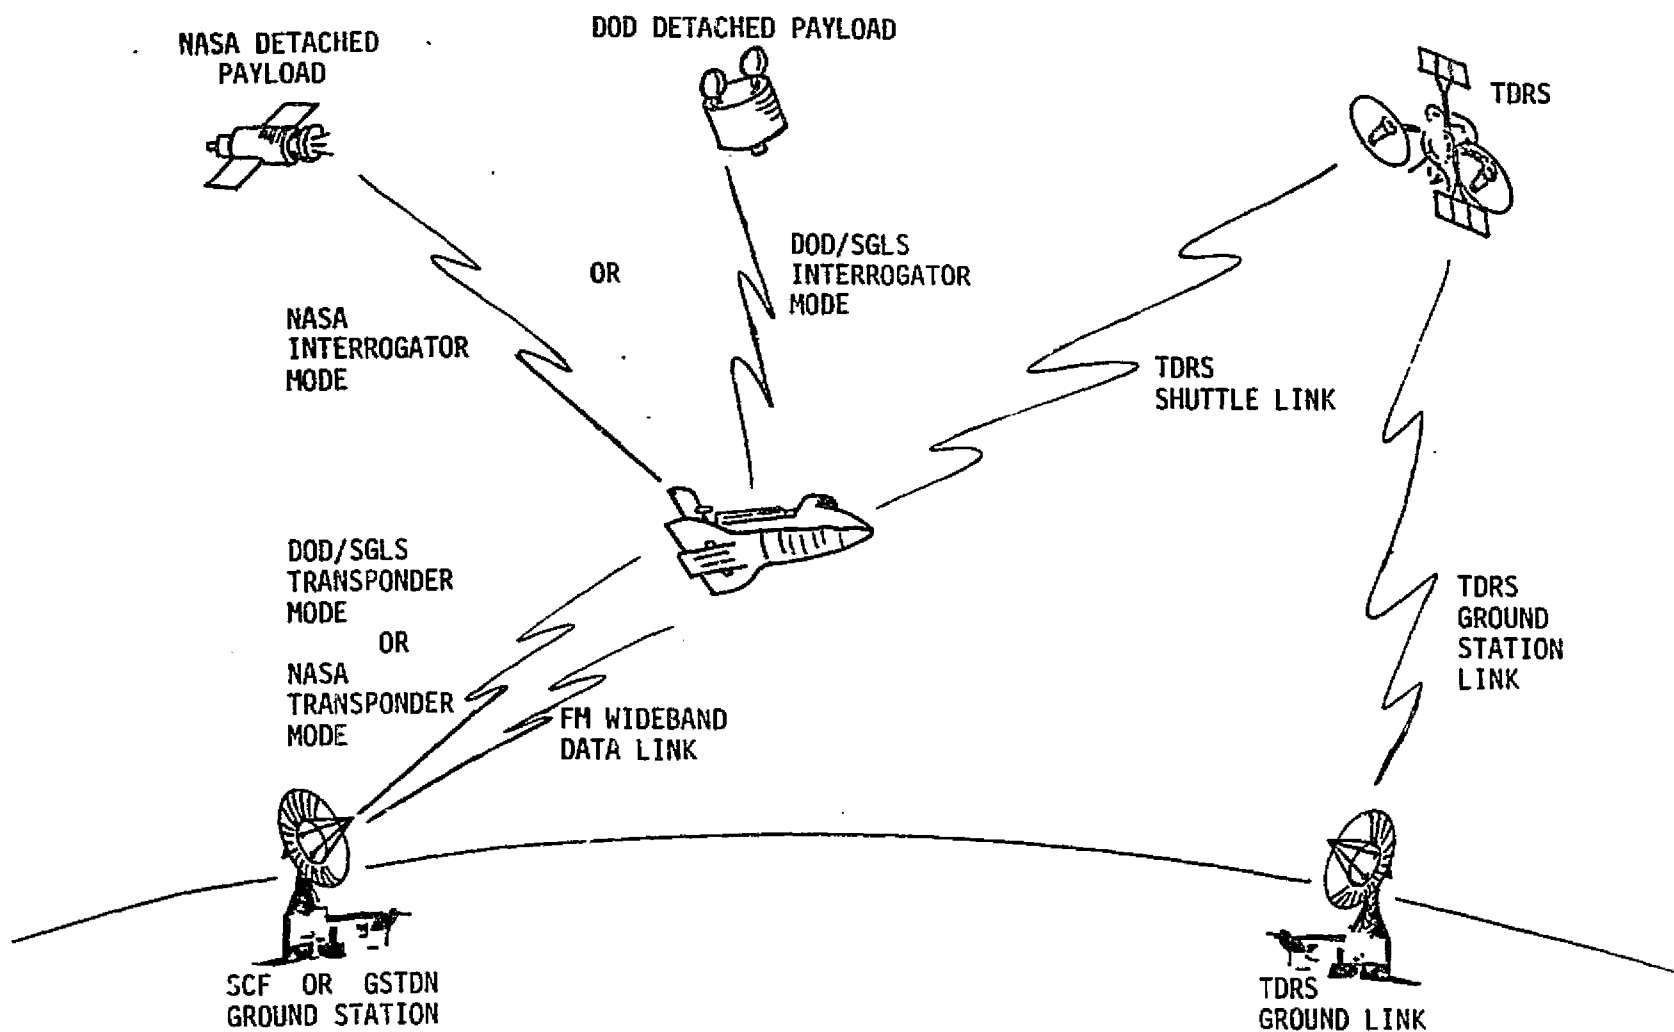 NASA DETACHED
PAYLOAD
DOD DETACHED PAYLOAD
TDRS
DOD/SGLS
INTERROGATOR
MODE
OR
NASA
INTERROGATOR
MODE
TDRS
SHUTTLE LINK
DOD/SGLS
TRANSPONDER
MODE
OR
NASA
TRANSPONDER
MODE
FM WIDEBAND
DATA LINK
TDRS
GROUND
STATION
LINK
SCF OR GSTDN
GROUND STATION
TDRS
GROUND LINK